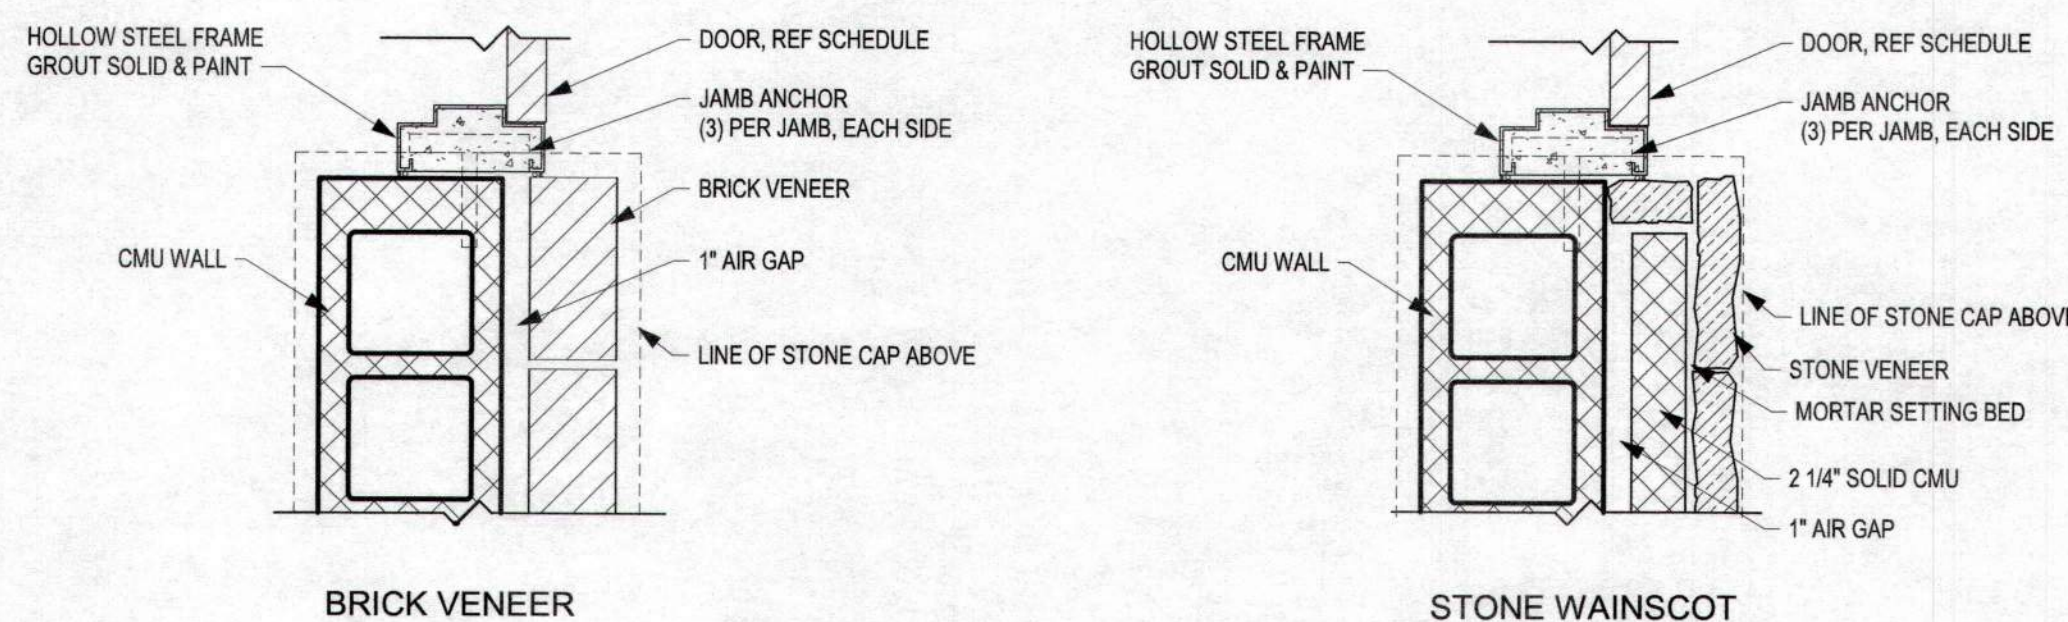 HOLLOW STEEL FRAME
GROUT SOLID & PAINT
DOOR, REF SCHEDULE
JAMB ANCHOR
(3) PER JAMB, EACH SIDE
BRICK VENEER
CMU WALL
1" AIR GAP
LINE OF STONE CAP ABOVE
BRICK VENEER
HOLLOW STEEL FRAME
GROUT SOLID & PAINT
DOOR, REF SCHEDULE
JAMB ANCHOR
(3) PER JAMB, EACH SIDE
CMU WALL
LINE OF STONE CAP ABOVE
STONE VENEER
MORTAR SETTING BED
2 1/4" SOLID CMU
1" AIR GAP
STONE WAINSCOT